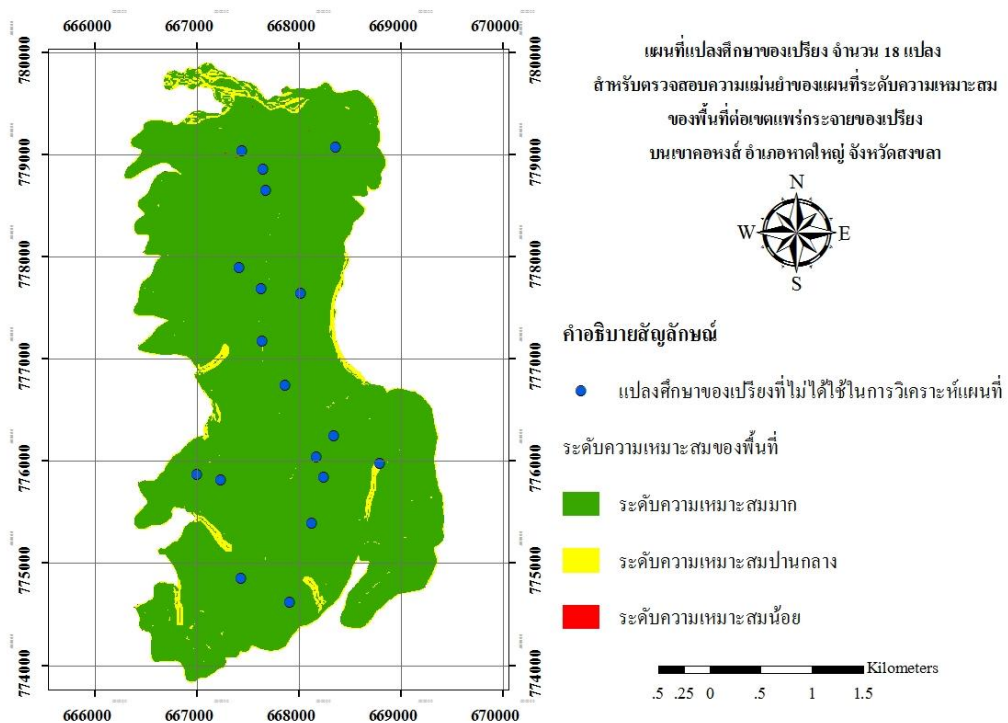 666000 667000 668000 669000 670000
แผนที่แปลงศึกษาของเปรียง จำนวน 18 แปลง
สำหรับตรวจสอบความแม่นยำของแผนที่ระดับความเหมาะสม
ของพื้นที่ต่อเขตแพร่กระจายของเปรียง
บนเขาคอหงส์ อำเภอหาดใหญ่ จังหวัดสงขลา
N
W E
S
780000 780000
779000 779000
778000 778000
777000 777000
776000 776000
775000 775000
774000 774000
คำอธิบายสัญลักษณ์
แปลงศึกษาของเปรียงที่ไม่ได้ใช้ในการวิเคราะห์แผนที่
ระดับความเหมาะสมของพื้นที่
ระดับความเหมาะสมมาก
ระดับความเหมาะสมปานกลาง
ระดับความเหมาะสมน้อย
Kilometers
.5 .25 0 .5 1 1.5
666000 667000 668000 669000 670000